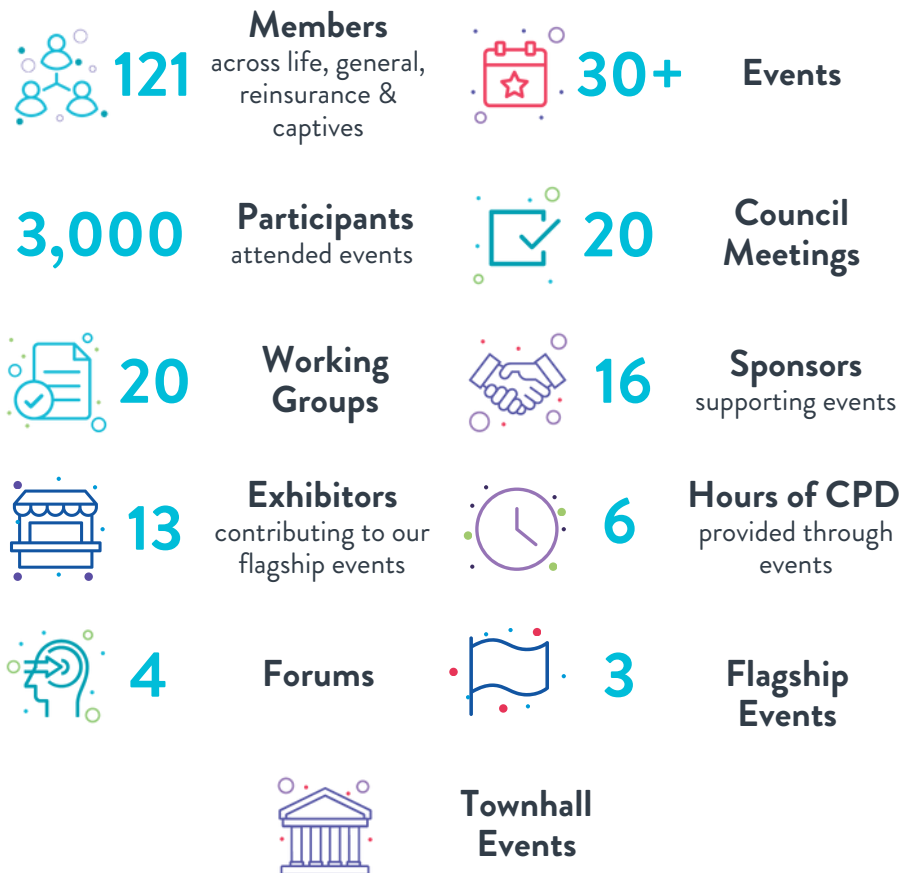 121
Members
across life, general,
reinsurance &
captives
30+
Events
3,000
Participants
attended events
20
Council
Meetings
20
Working
Groups
16
Sponsors
supporting events
13
Exhibitors
contributing to our
flagship events
6
Hours of CPD
provided through
events
4
Forums
3
Flagship
Events
Townhall
Events